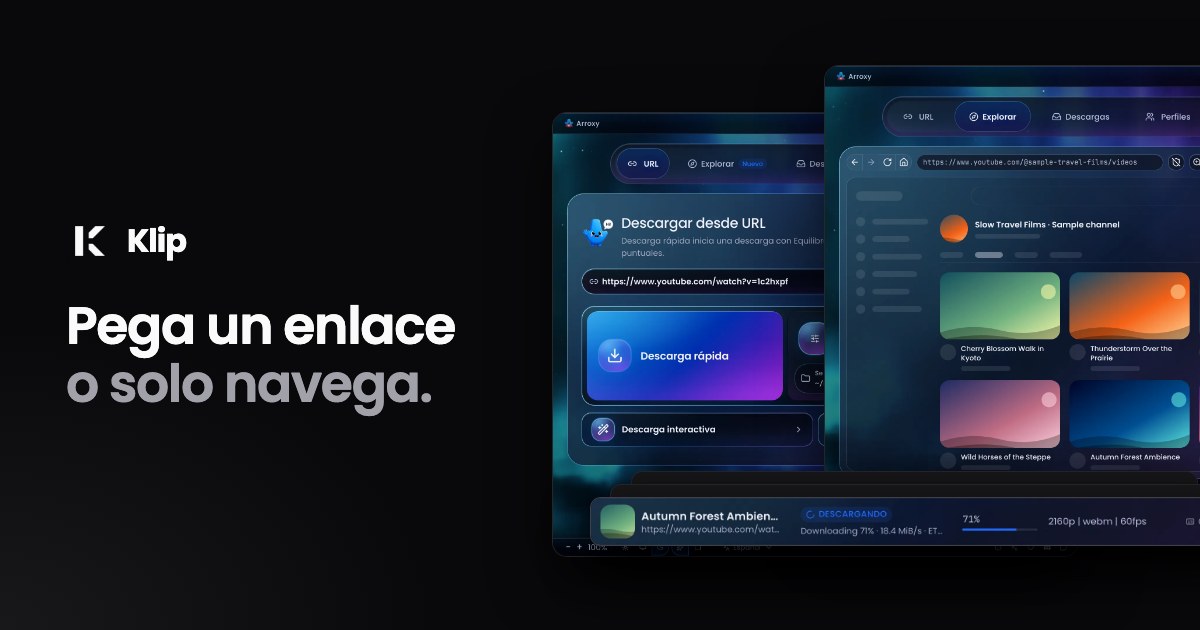 Klip
Pega un enlace
o solo navega.
Arroxy
URL
Explorar
Nuevo
Descargar desde URL
Descarga rápida inicia una descarga con
puntuales.
https://www.youtube.com/watch?v=1c2hxpf
Descarga rápida
Descarga interactiva
Arroxy
URL
Explorar
Descargas
Perfiles
https://www.youtube.com/@sample-travel-films/videos
Slow Travel Films · Sample channel
Cherry Blossom Walk in
Kyoto
Thunderstorm Over the
Prairie
Wild Horses of the Steppe
Autumn Forest Ambience
Autumn Forest Ambien...
https://www.youtube.com/wat...
DESCARGANDO
Downloading 71% · 18.4 MiB/s · ET...
71%
2160p | webm | 60fps
− + 100%